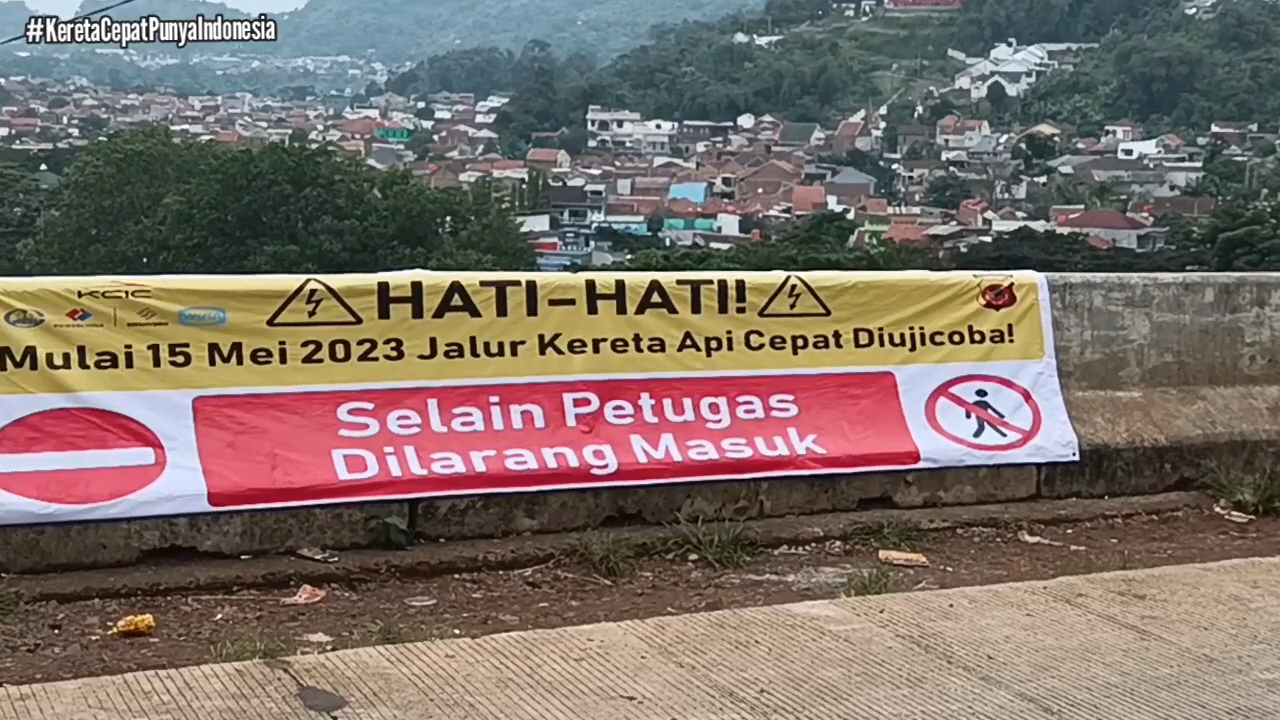 #KeretaCepatPunyaIndonesia
KCIC
HATI-HATI!
Mulai 15 Mei 2023 Jalur Kereta Api Cepat Diujicoba!
Selain Petugas
Dilarang Masuk